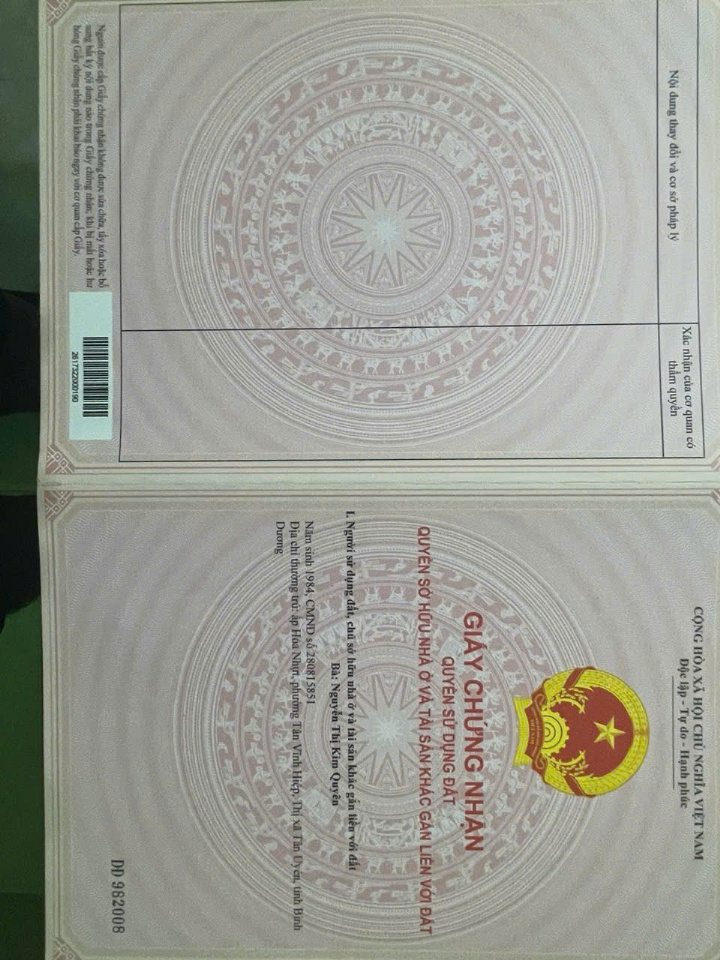 CỘNG HÒA XÃ HỘI CHỦ NGHĨA VIỆT NAM
Độc lập - Tự do - Hạnh phúc
GIẤY CHỨNG NHẬN
QUYỀN SỬ DỤNG ĐẤT
QUYỀN SỞ HỮU NHÀ Ở VÀ TÀI SẢN KHÁC GẮN LIỀN VỚI ĐẤT
I. Người sử dụng đất, chủ sở hữu nhà ở và tài sản khác gắn liền với đất
Bà: Nguyễn Thị Kim Quyên
Năm sinh 1984, CMND số 280815851
Địa chỉ thường trú: ấp Hóa Nhựt, phường Tân Vĩnh Hiệp, Thị xã Tân Uyên, tỉnh Bình
Dương
DĐ 982008
Nội dung thay đổi và cơ sở pháp lý
Xác nhận của cơ quan có
thẩm quyền
Người được cấp Giấy chứng nhận không được sửa chữa, tẩy xóa hoặc bổ
sung bất kỳ nội dung nào trong Giấy chứng nhận, khi bị mất hoặc hư
hỏng Giấy chứng nhận phải khai báo ngay với cơ quan cấp Giấy.
2617322000190